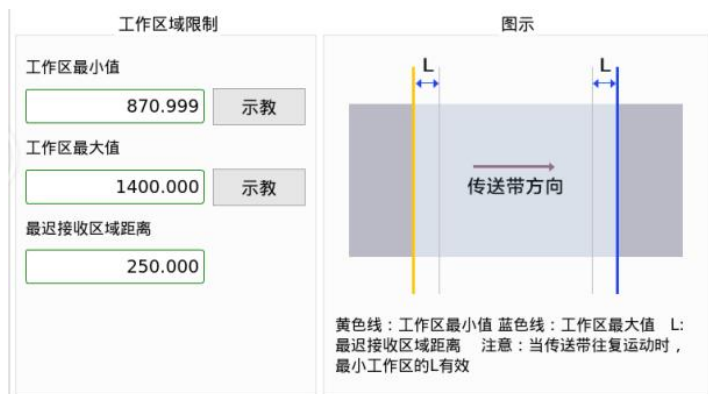 工作区域限制
工作区最小值
870.999 示教
工作区最大值
1400.000 示教
最迟接收区域距离
250.000
图示
L L
传送带方向
黄色线：工作区最小值 蓝色线：工作区最大值 L:
最迟接收区域距离 注意：当传送带往复运动时，
最小工作区的L有效